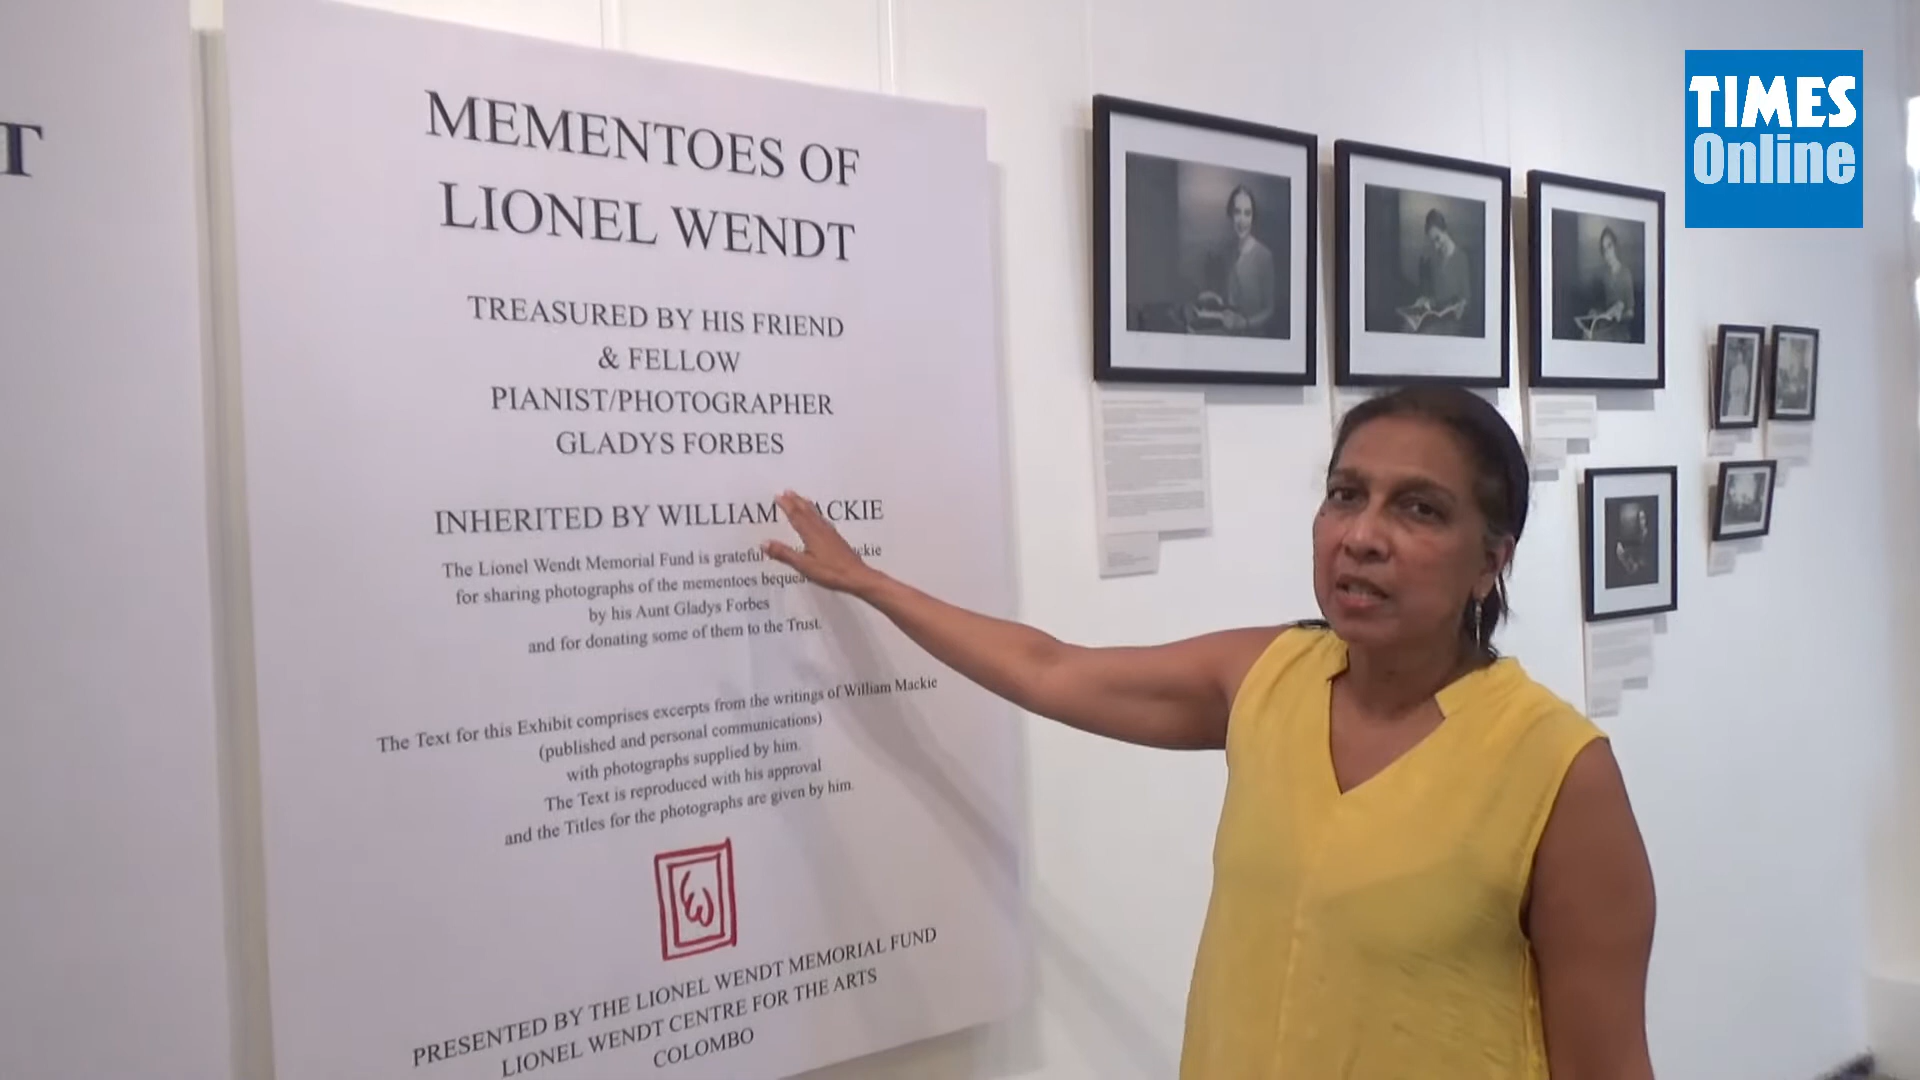 T
MEMENTOES OF
LIONEL WENDT
TREASURED BY HIS FRIEND
& FELLOW
PIANIST/PHOTOGRAPHER
GLADYS FORBES
INHERITED BY WILLIAM ACKIE
The Lionel Wendt Memorial Fund is grateful
for sharing photographs of the mementoes
by his Aunt Gladys Forbes
and for donating some of them to the Trust.
The Text for this Exhibit comprises excerpts from the writings of William Mackie
(published and personal communications)
with photographs supplied by him.
The Text is reproduced with his approval
and the Titles for the photographs are given by him.
PRESENTED BY THE LIONEL WENDT MEMORIAL FUND
LIONEL WENDT CENTRE FOR THE ARTS
COLOMBO
TIMES
Online